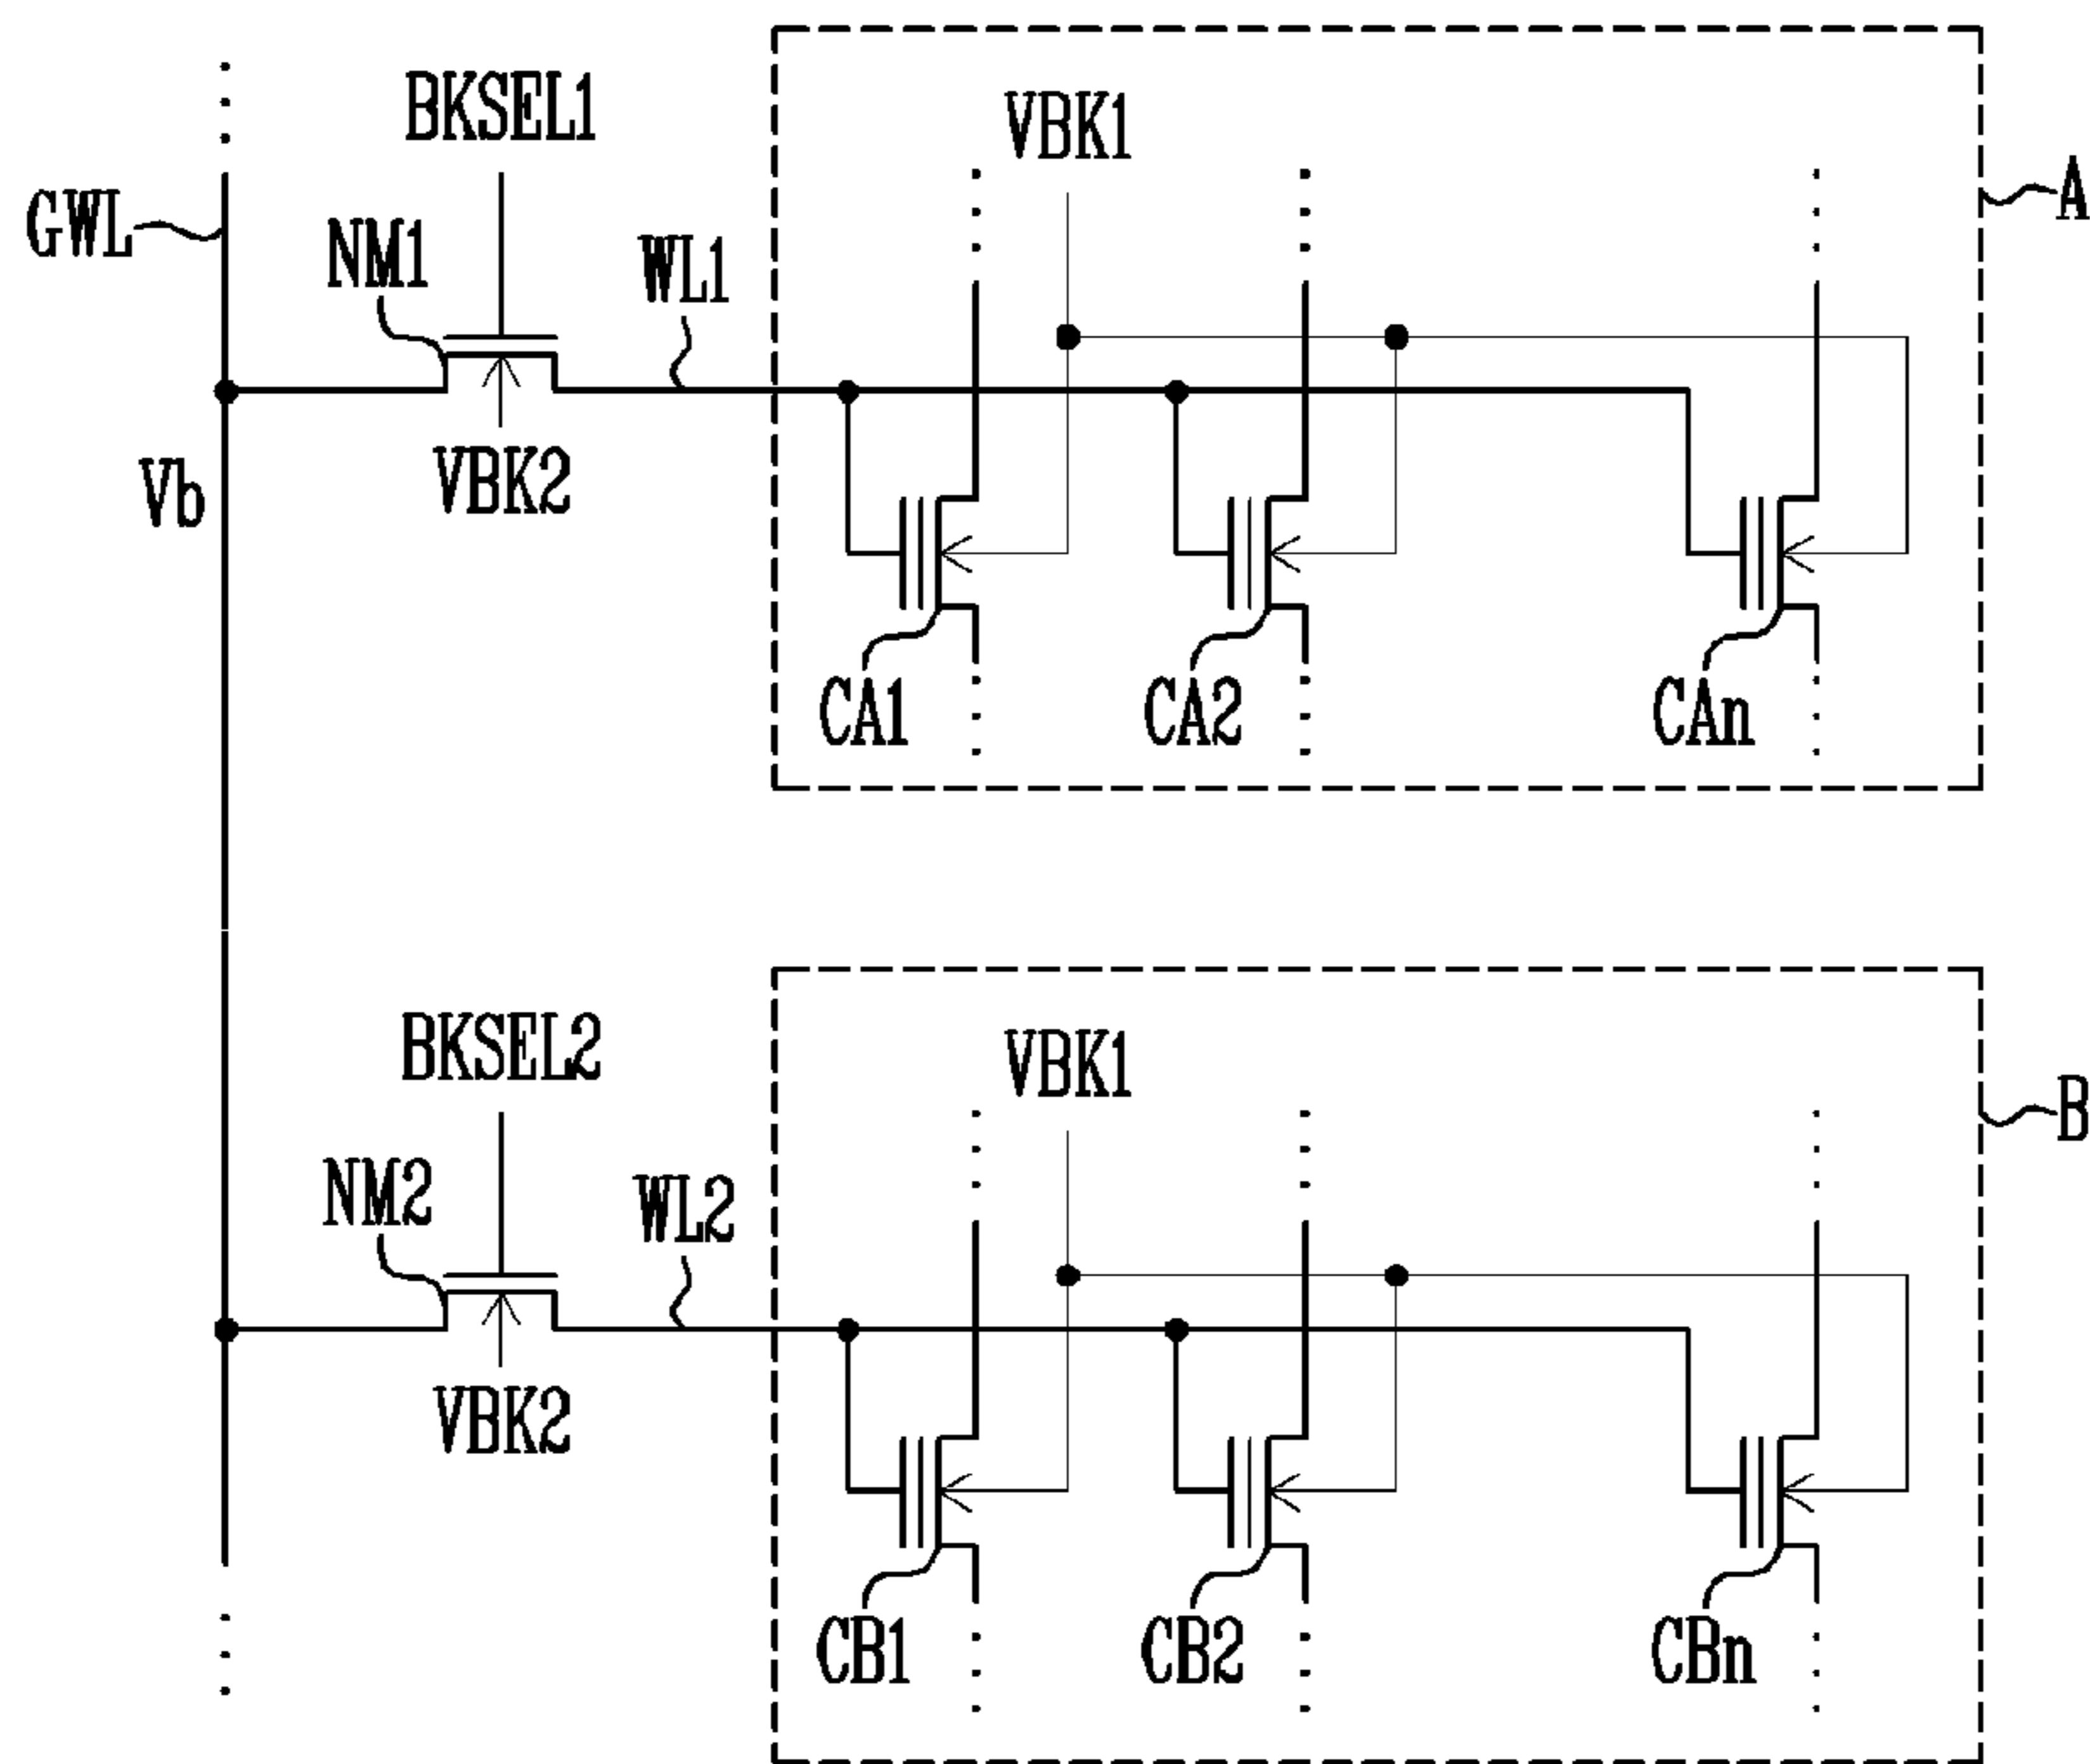 BKSEL1
VBK1
A
GWL
NM1
WL1
Vb
VBK2
CA1
CA2
CAn
BKSEL2
VBK1
B
NM2
WL2
VBK2
CB1
CB2
CBn